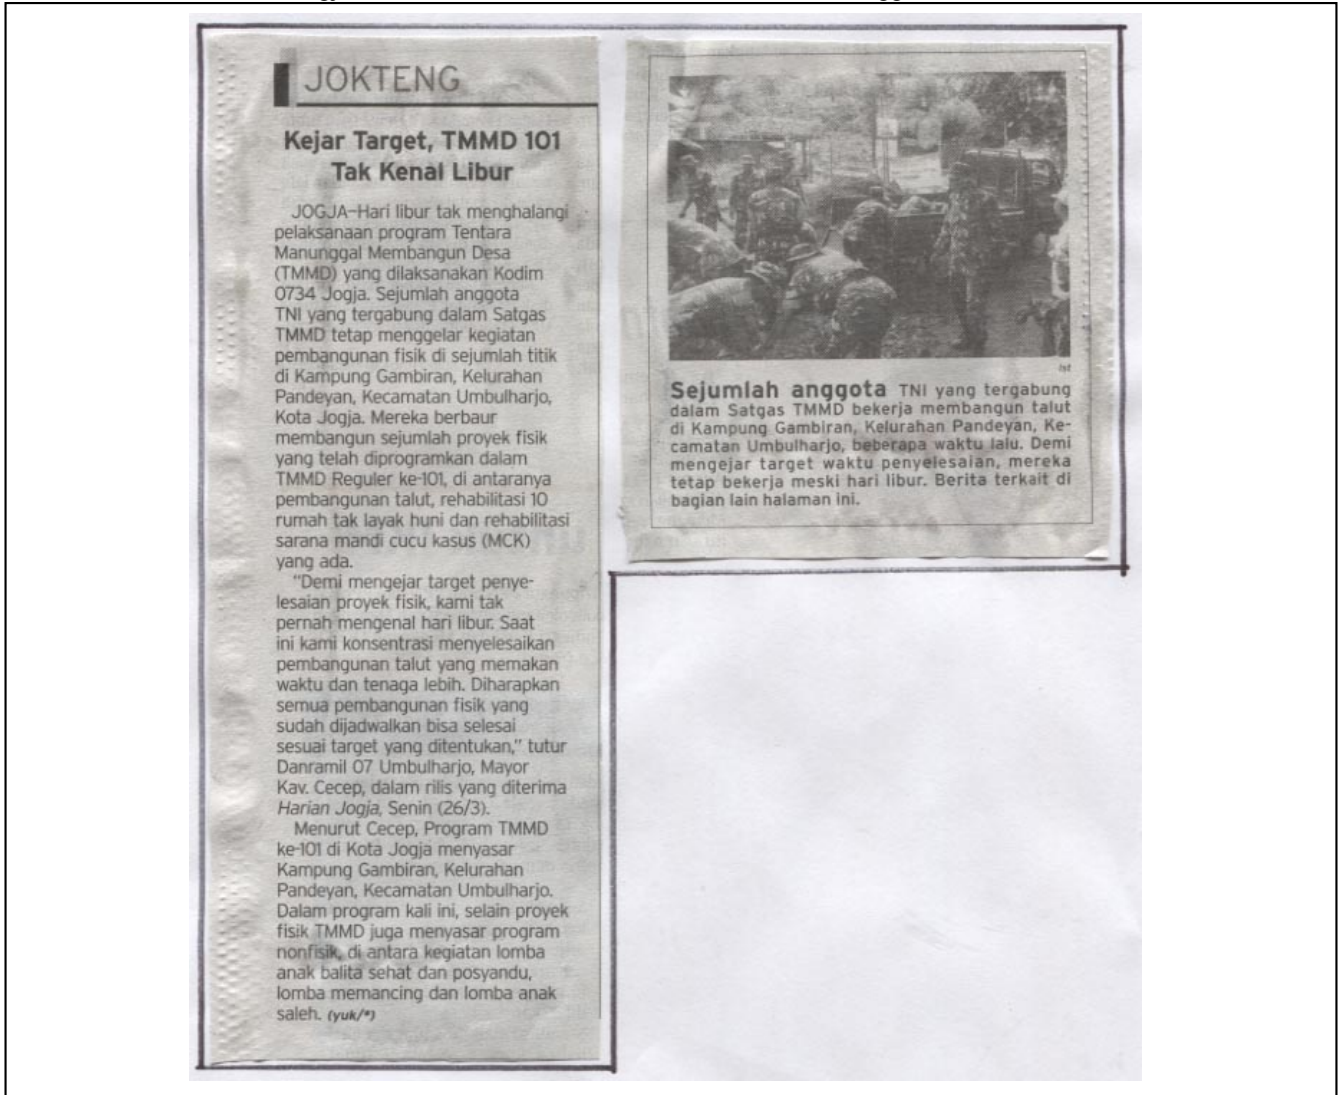 JOKTENG
Kejar Target, TMMD 101
Tak Kenal Libur
JOGJA–Hari libur tak menghalangi
pelaksanaan program Tentara
Manunggal Membangun Desa
(TMMD) yang dilaksanakan Kodim
0734 Jogja. Sejumlah anggota
TNI yang tergabung dalam Satgas
TMMD tetap menggelar kegiatan
pembangunan fisik di sejumlah titik
di Kampung Gambiran, Kelurahan
Pandeyan, Kecamatan Umbulharjo,
Kota Jogja. Mereka berbaur
membangun sejumlah proyek fisik
yang telah diprogramkan dalam
TMMD Reguler ke-101, di antaranya
pembangunan talut, rehabilitasi 10
rumah tak layak huni dan rehabilitasi
sarana mandi cucu kasus (MCK)
yang ada.
"Demi mengejar target penye-
lesaian proyek fisik, kami tak
pernah mengenal hari libur. Saat
ini kami konsentrasi menyelesaikan
pembangunan talut yang memakan
waktu dan tenaga lebih. Diharapkan
semua pembangunan fisik yang
sudah dijadwalkan bisa selesai
sesuai target yang ditentukan," tutur
Danramil 07 Umbulharjo, Mayor
Kav. Cecep, dalam rilis yang diterima
Harian Jogja, Senin (26/3).
Menurut Cecep, Program TMMD
ke-101 di Kota Jogja menyasar
Kampung Gambiran, Kelurahan
Pandeyan, Kecamatan Umbulharjo.
Dalam program kali ini, selain proyek
fisik TMMD juga menyasar program
nonfisik, di antara kegiatan lomba
anak balita sehat dan posyandu,
lomba memancing dan lomba anak
saleh. (yuk/*)
Ist
Sejumlah anggota TNI yang tergabung
dalam Satgas TMMD bekerja membangun talut
di Kampung Gambiran, Kelurahan Pandeyan, Ke-
camatan Umbulharjo, beberapa waktu lalu. Demi
mengejar target waktu penyelesaian, mereka
tetap bekerja meski hari libur. Berita terkait di
bagian lain halaman ini.